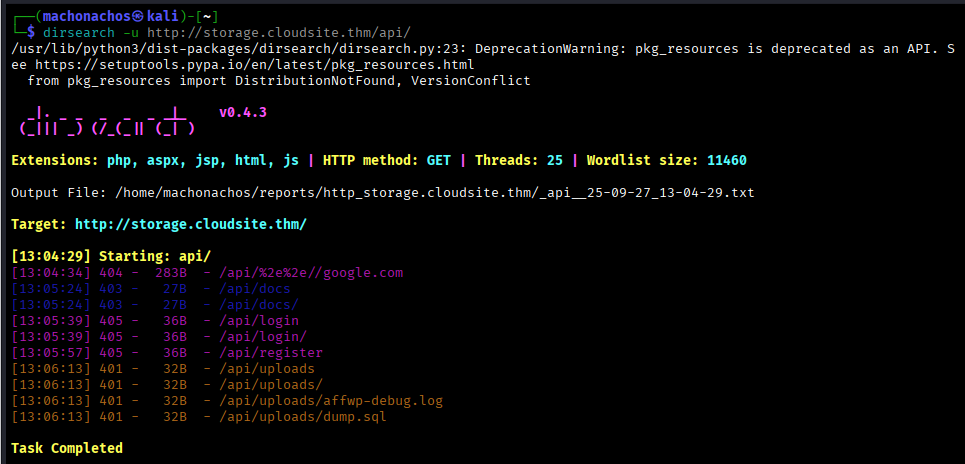 ┌──(machonachos㉿kali)-[~]
└─$ dirsearch -u http://storage.cloudsite.thm/api/
/usr/lib/python3/dist-packages/dirsearch/dirsearch.py:23: DeprecationWarning: pkg_resources is deprecated as an API. S
ee https://setuptools.pypa.io/en/latest/pkg_resources.html
  from pkg_resources import DistributionNotFound, VersionConflict
  _|. _ _  _  _  _ _|_    v0.4.3
 (_||| _) (/_(_|| (_| )
Extensions: php, aspx, jsp, html, js | HTTP method: GET | Threads: 25 | Wordlist size: 11460
Output File: /home/machonachos/reports/http_storage.cloudsite.thm/_api__25-09-27_13-04-29.txt
Target: http://storage.cloudsite.thm/
[13:04:29] Starting: api/
[13:04:34] 404 -  283B  - /api/%2e%2e//google.com
[13:05:24] 403 -   27B  - /api/docs
[13:05:24] 403 -   27B  - /api/docs/
[13:05:39] 405 -   36B  - /api/login
[13:05:39] 405 -   36B  - /api/login/
[13:05:57] 405 -   36B  - /api/register
[13:06:13] 401 -   32B  - /api/uploads
[13:06:13] 401 -   32B  - /api/uploads/
[13:06:13] 401 -   32B  - /api/uploads/affwp-debug.log
[13:06:13] 401 -   32B  - /api/uploads/dump.sql
Task Completed